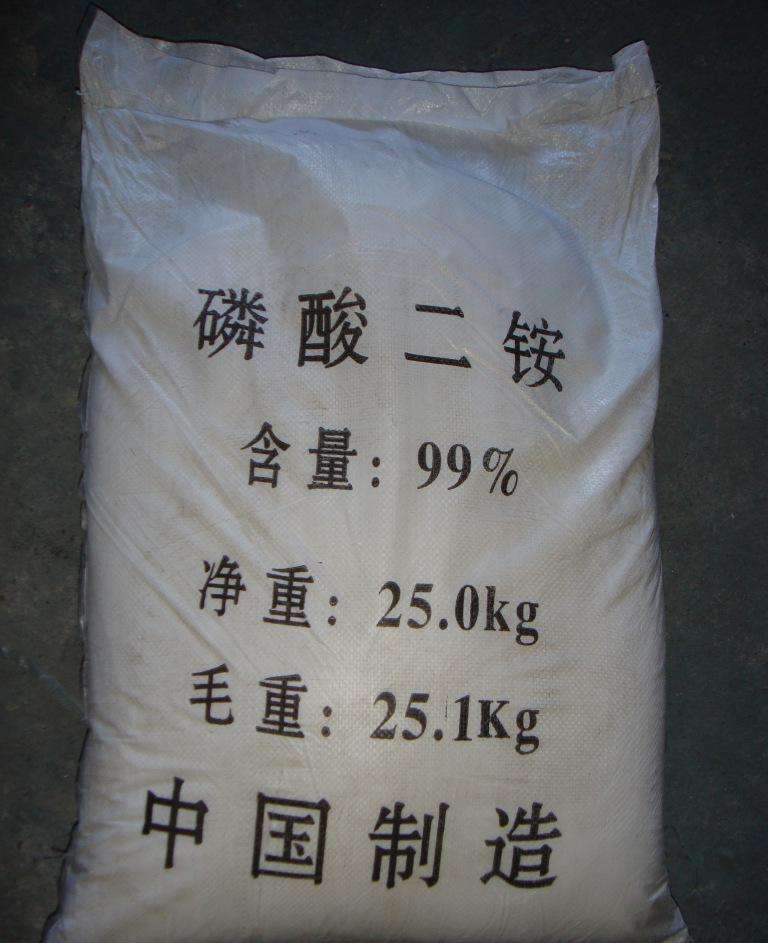 磷酸二铵
含量：99%
净重：25.0kg
毛重：25.1Kg
中国制造